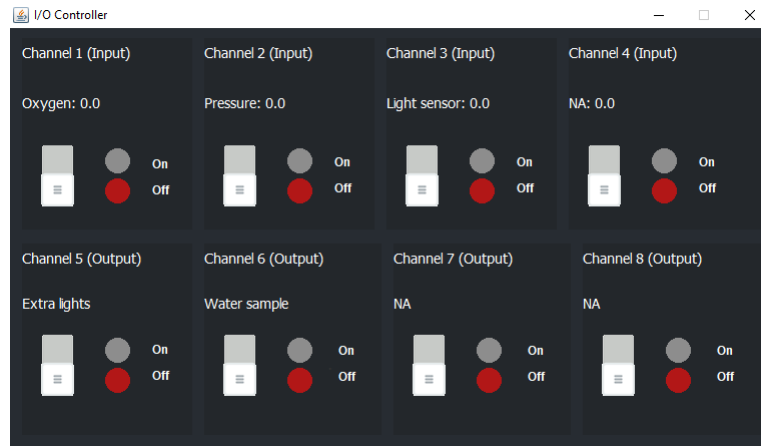 I/O Controller
Channel 1 (Input)
Channel 2 (Input)
Channel 3 (Input)
Channel 4 (Input)
Oxygen: 0.0
Pressure: 0.0
Light sensor: 0.0
NA: 0.0
On
On
On
On
Off
Off
Off
Off
Channel 5 (Output)
Channel 6 (Output)
Channel 7 (Output)
Channel 8 (Output)
Extra lights
Water sample
NA
NA
On
On
On
On
Off
Off
Off
Off